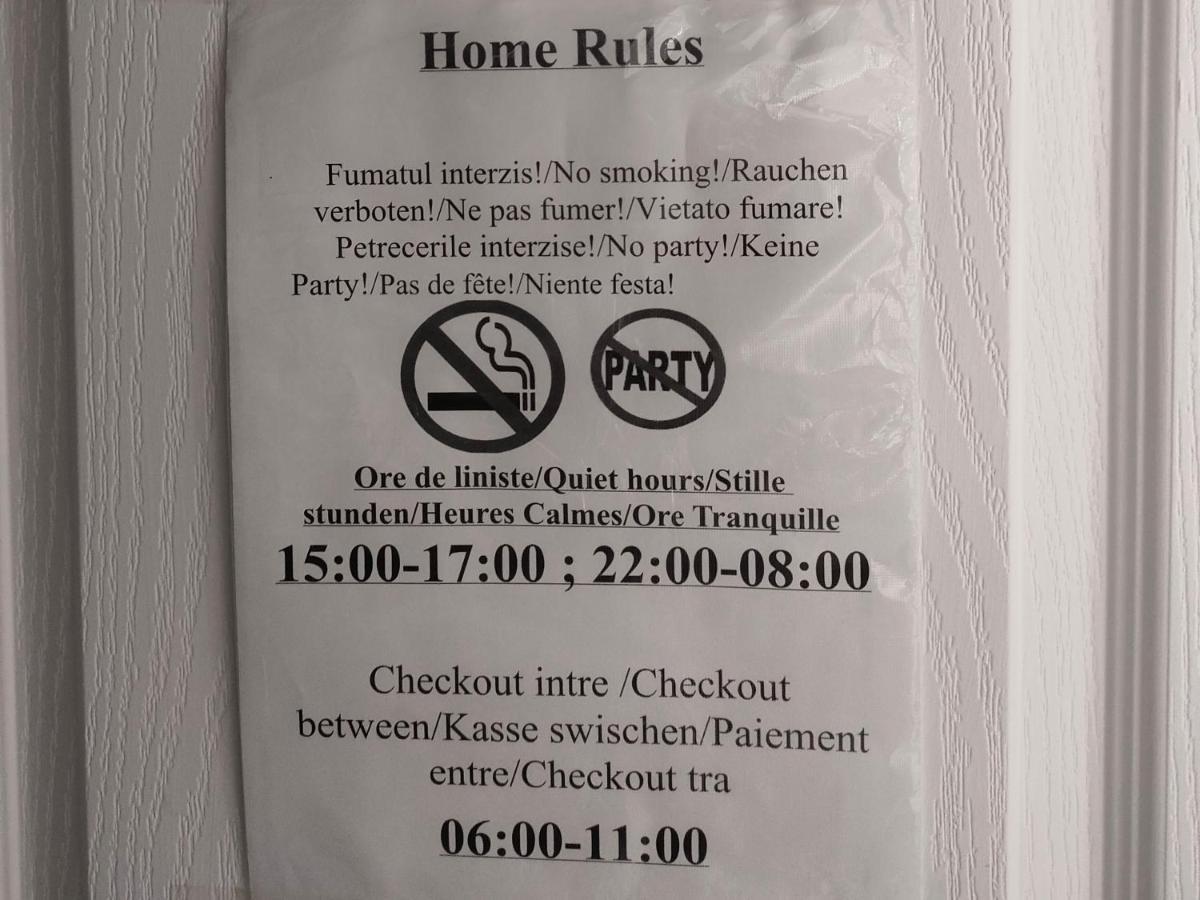 Home Rules
Fumatul interzis!/No smoking!/Rauchen
verboten!/Ne pas fumer!/Vietato fumare!
Petrecerile interzise!/No party!/Keine
Party!/Pas de fête!/Niente festa!
PARTY
Ore de liniste/Quiet hours/Stille
stunden/Heures Calmes/Ore Tranquille
15:00-17:00 ; 22:00-08:00
Checkout intre /Checkout
between/Kasse swischen/Paiement
entre/Checkout tra
06:00-11:00